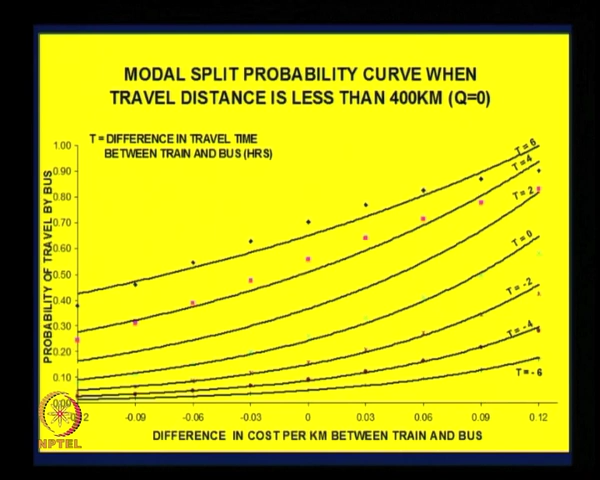 MODAL SPLIT PROBABILITY CURVE WHEN
TRAVEL DISTANCE IS LESS THAN 400KM (Q=0)
T = DIFFERENCE IN TRAVEL TIME
BETWEEN TRAIN AND BUS (HRS)
PROBABILITY OF TRAVEL BY BUS
1.00
0.90
0.80
0.70
0.60
0.50
0.40
0.30
0.20
0.10
0.00
T = 6
T = 4
T = 2
T = 0
T = -2
T = -4
T = - 6
-0.09
-0.06
-0.03
0
0.03
0.06
0.09
0.12
DIFFERENCE IN COST PER KM BETWEEN TRAIN AND BUS
NPTEL